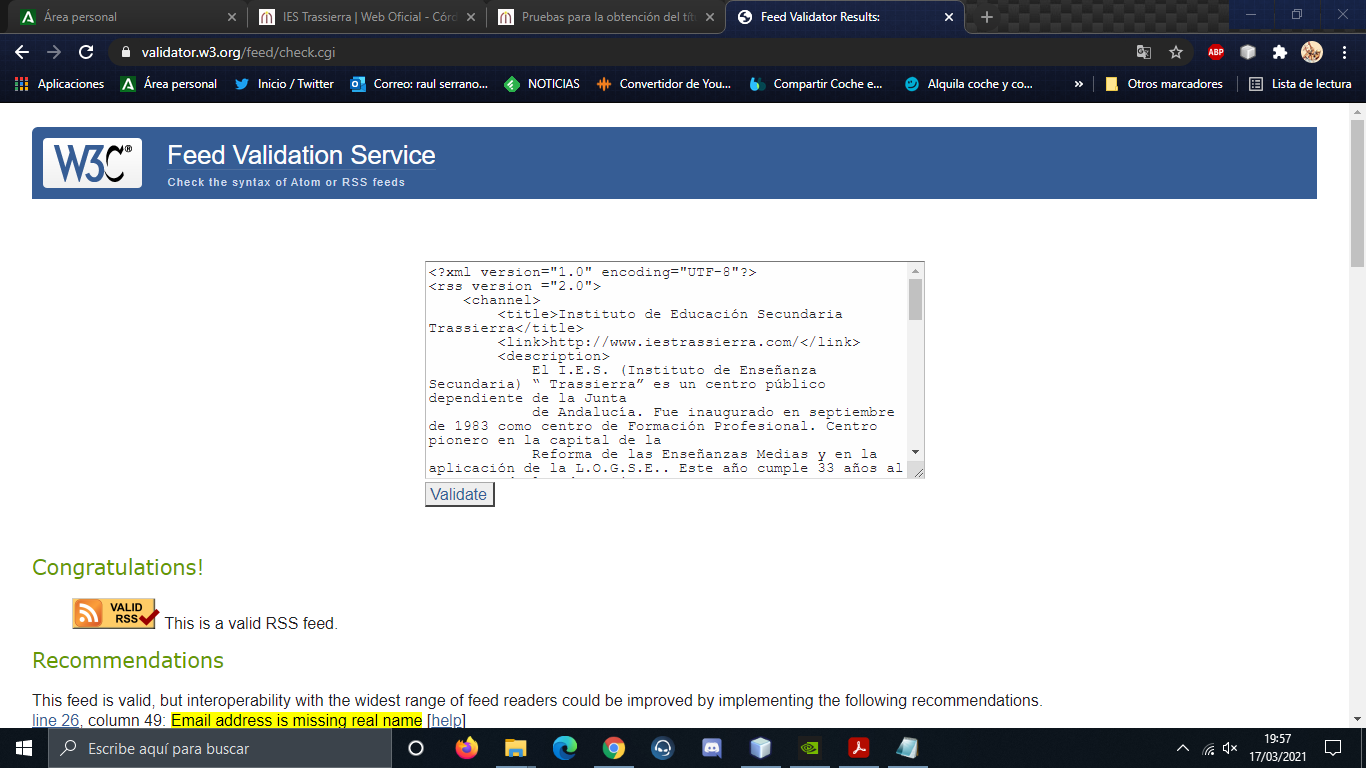 Área personal
IES Trassierra | Web Oficial - Córd
Pruebas para la obtención del títu
Feed Validator Results:
validator.w3.org/feed/check.cgi
ABP
Aplicaciones
Área personal
Inicio / Twitter
Correo: raul serrano...
NOTICIAS
Convertidor de You...
Compartir Coche e...
Alquila coche y co...
»
Otros marcadores
Lista de lectura
W3C®
Feed Validation Service
Check the syntax of Atom or RSS feeds
<?xml version="1.0" encoding="UTF-8"?>
<rss version ="2.0">
<channel>
<title>Instituto de Educación Secundaria
Trassierra</title>
<link>http://www.iestrassierra.com/</link>
<description>
El I.E.S. (Instituto de Enseñanza
Secundaria) “ Trassierra” es un centro público
dependiente de la Junta
de Andalucía. Fue inaugurado en septiembre
de 1983 como centro de Formación Profesional. Centro
pionero en la capital de la
Reforma de las Enseñanzas Medias y en la
aplicación de la L.O.G.S.E.. Este año cumple 33 años al
Validate
Congratulations!
VALID
RSS
This is a valid RSS feed.
Recommendations
This feed is valid, but interoperability with the widest range of feed readers could be improved by implementing the following recommendations.
line 26, column 49: Email address is missing real name [help]
Escribe aquí para buscar
19:57
17/03/2021